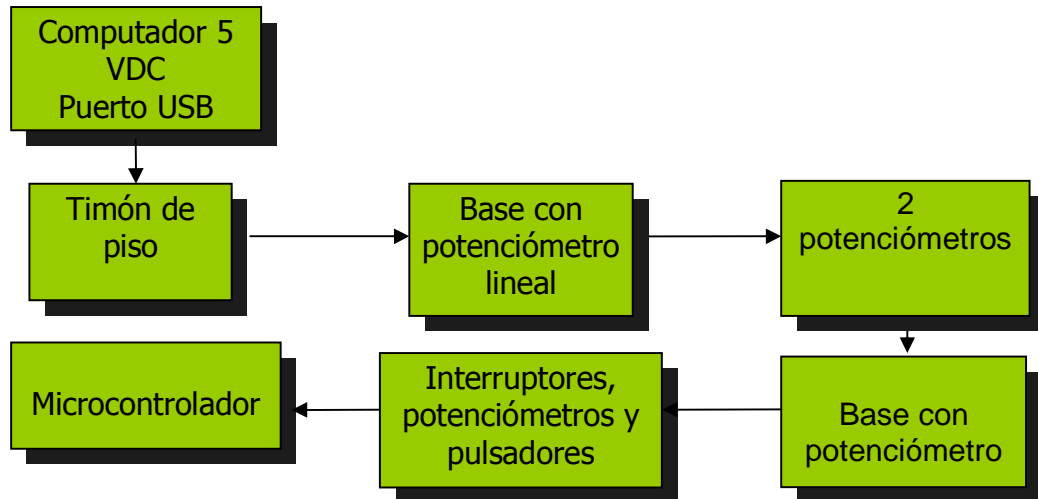 Computador 5
VDC
Puerto USB
Timón de
piso
Base con
potenciómetro
lineal
2
potenciómetros
Base con
potenciómetro
Interruptores,
potenciómetros y
pulsadores
Microcontrolador